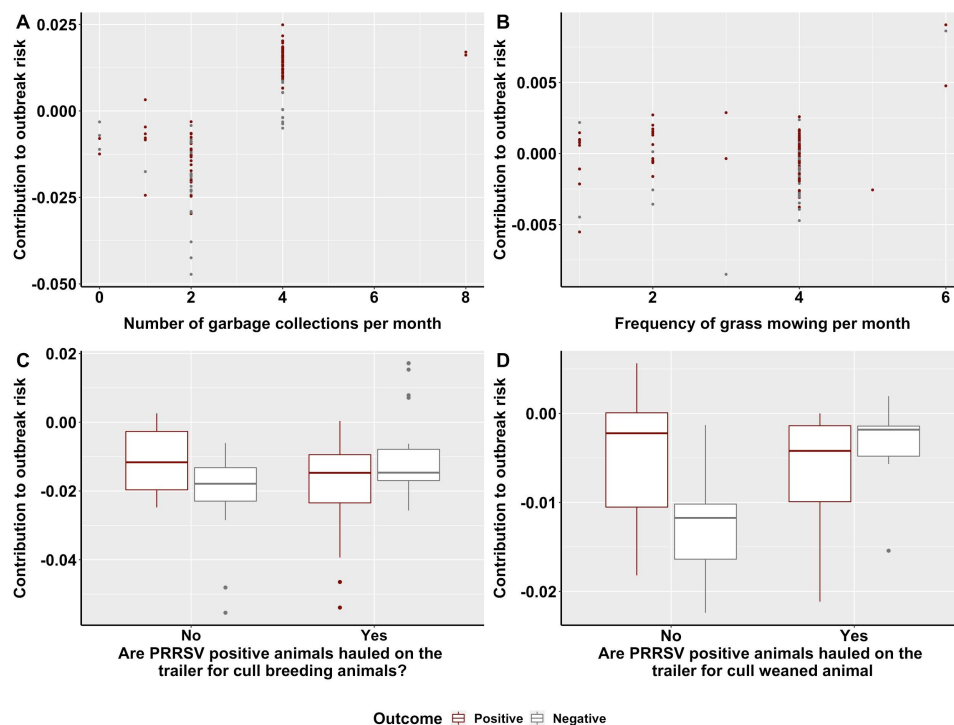 A
Contribution to outbreak risk
0.025
0.000
-0.025
-0.050
0
2
4
6
8
Number of garbage collections per month
B
Contribution to outbreak risk
0.005
0.000
-0.005
2
4
6
Frequency of grass mowing per month
C
Contribution to outbreak risk
0.02
0.00
-0.02
-0.04
No
Yes
Are PRRSV positive animals hauled on the
trailer for cull breeding animals?
D
Contribution to outbreak risk
0.00
-0.01
-0.02
No
Yes
Are PRRSV positive animals hauled on the
trailer for cull weaned animal
Outcome Positive Negative